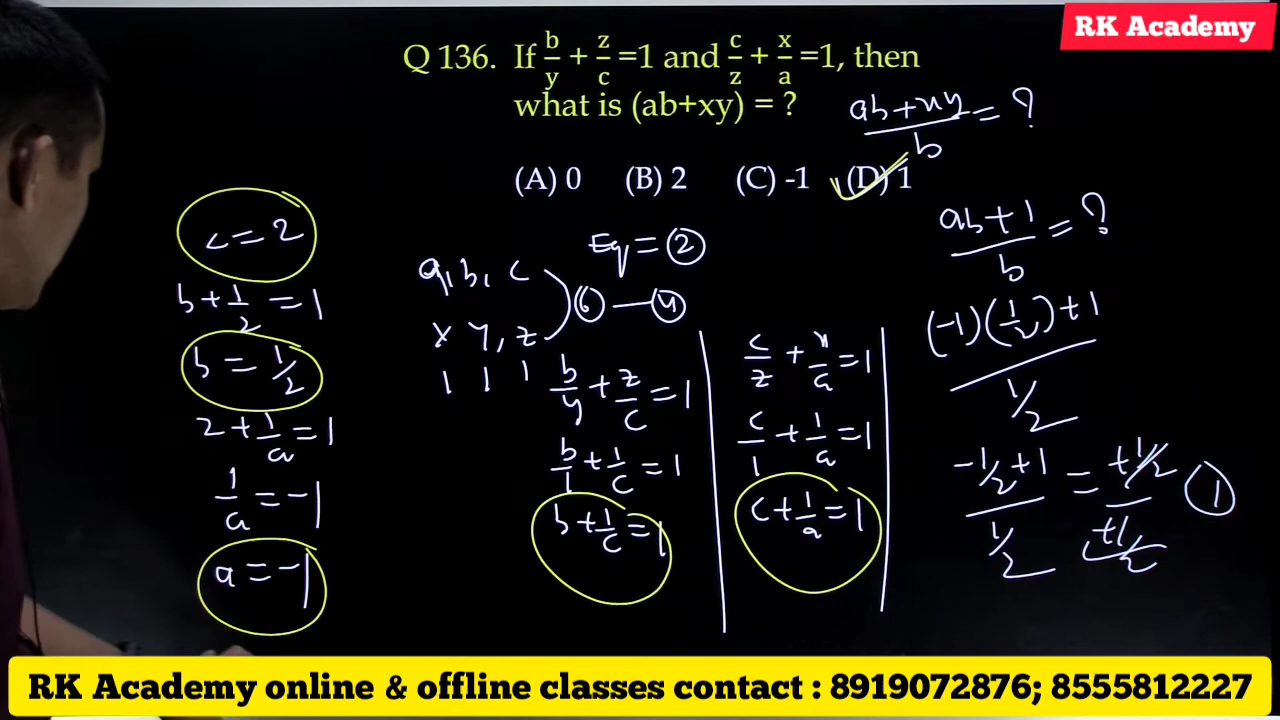 RK Academy
Q 136. If b/y + z/c =1 and c/z + x/a =1, then
what is (ab+xy) = ?
(A) 0 (B) 2 (C) -1 (D) 1
ab+xy/b = ?
c = 2
b + 1/2 = 1
b = 1/2
2 + 1/a = 1
1/a = -1
a = -1
Eq = 2
a, b, c
x y, z
6 — 4
1 1 1
b/y + z/c = 1
b/1 + 1/c = 1
b + 1/c = 1
c/z + x/a = 1
c/1 + 1/a = 1
c + 1/a = 1
ab+1/b = ?
(-1)(1/2)+1
1/2
-1/2+1/1/2 = +1/2/+1/2 1
RK Academy online & offline classes contact : 8919072876; 8555812227